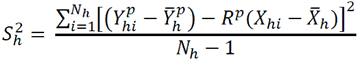 S_h^2 = \frac{\sum_{i=1}^{N_h}\left[(Y_{hi}^p - \bar{Y}_h^p) - R^p(X_{hi} - \bar{X}_h)\right]^2}{N_h - 1}